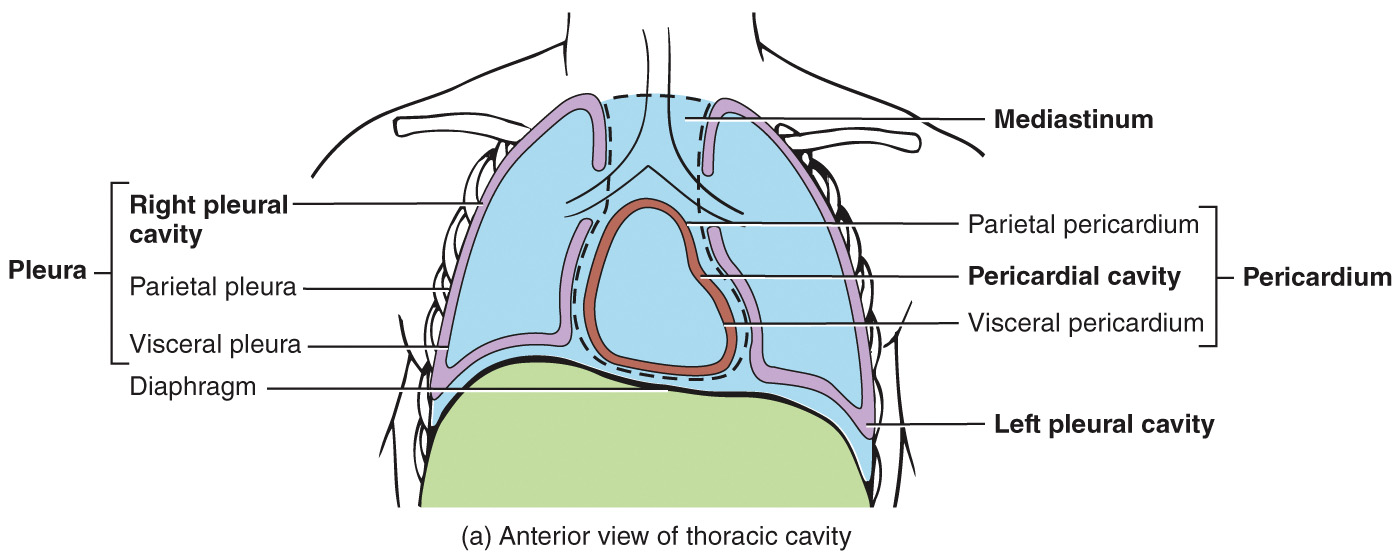 Mediastinum
Right pleural
cavity
Pleura
Parietal pleura
Visceral pleura
Diaphragm
Parietal pericardium
Pericardial cavity
Pericardium
Visceral pericardium
Left pleural cavity
(a) Anterior view of thoracic cavity